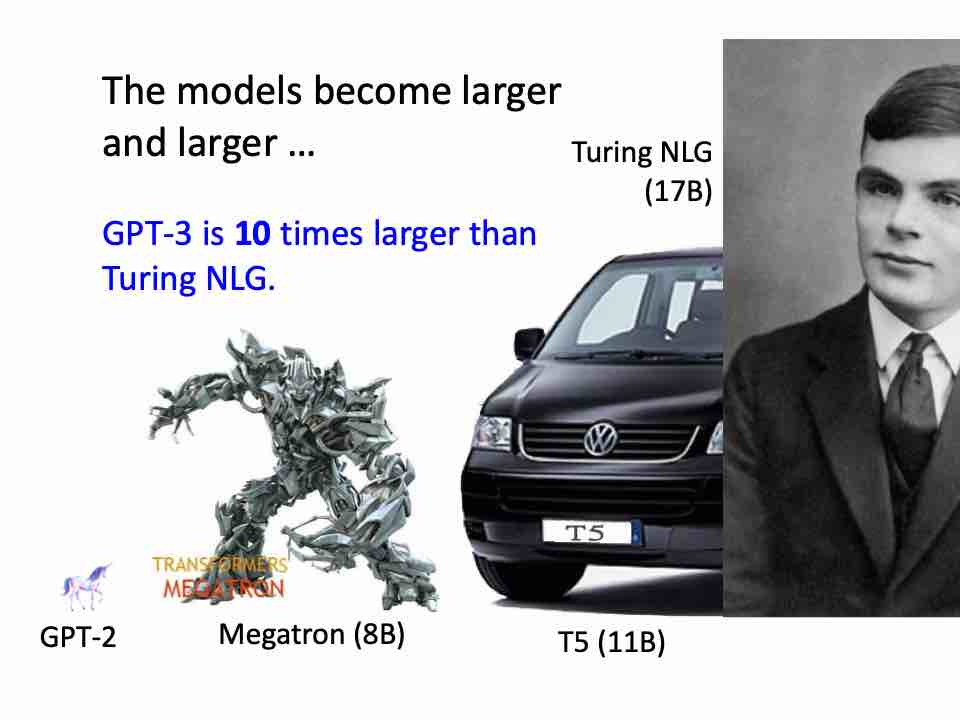 The models become larger
and larger …
Turing NLG
(17B)
GPT-3 is 10 times larger than
Turing NLG.
T5
TRANSFORMERS
MEGATRON
GPT-2
Megatron (8B)
T5 (11B)